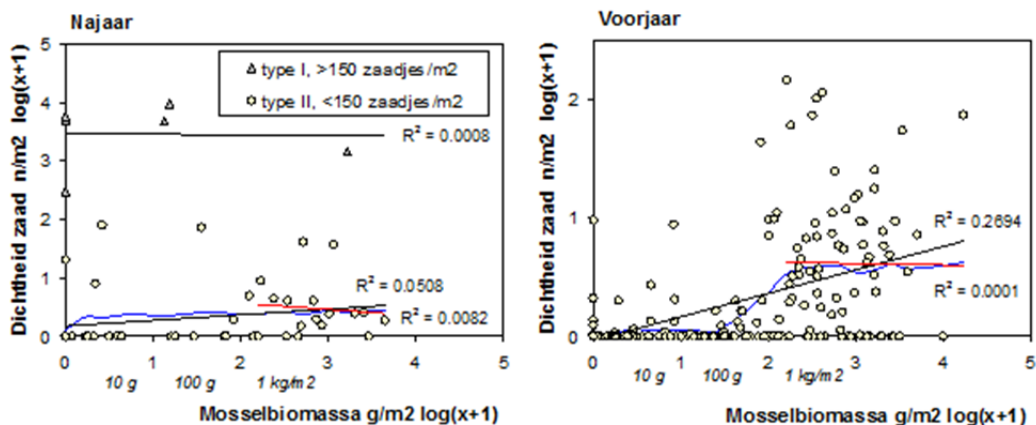 Najaar
Dichtheid zaad n/m2 log(x+1)
5
4
3
2
1
0
type I, >150 zaadjes/m2
type II, <150 zaadjes/m2
R² = 0.0008
R² = 0.0508
R² = 0.0082
0 1 2 3 4 5
10 g 100 g 1 kg/m2
Mosselbiomassa g/m2 log(x+1)
Voorjaar
Dichtheid zaad n/m2 log(x+1)
2
1
0
R² = 0.2694
R² = 0.0001
0 1 2 3 4 5
10 g 100 g 1 kg/m2
Mosselbiomassa g/m2 log(x+1)